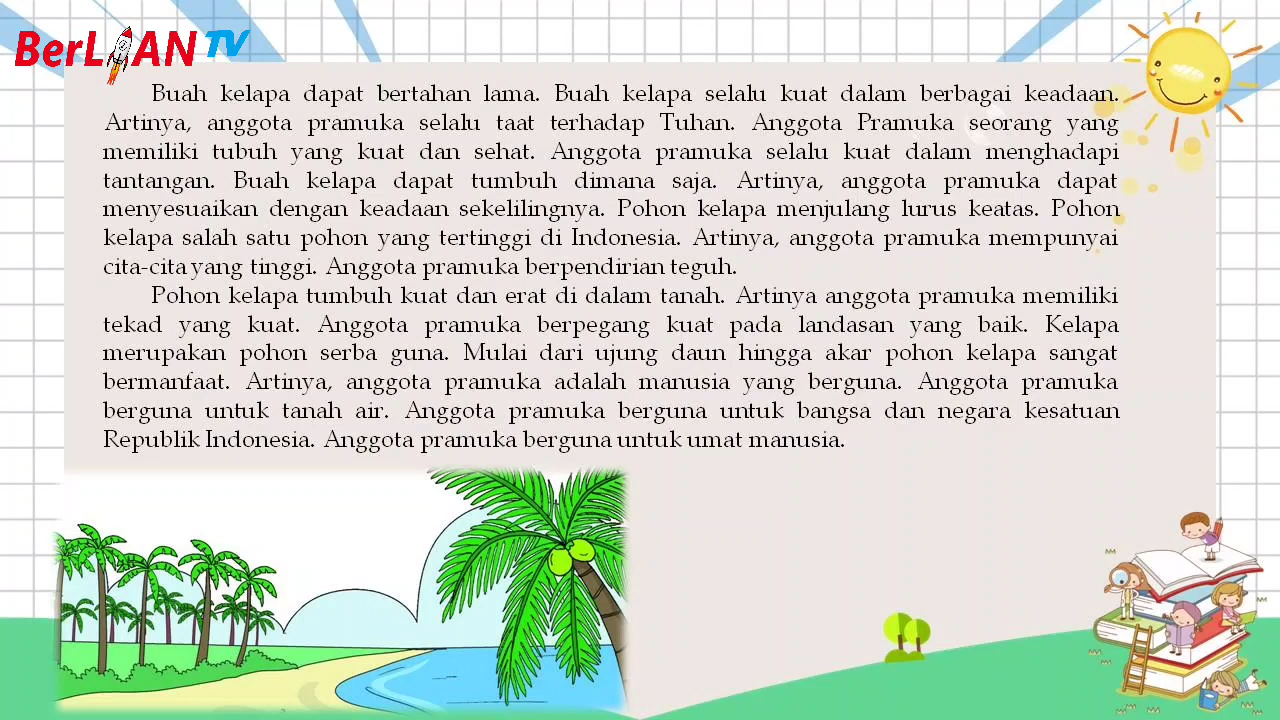 BerLIAN TV
Buah kelapa dapat bertahan lama. Buah kelapa selalu kuat dalam berbagai keadaan.
Artinya, anggota pramuka selalu taat terhadap Tuhan. Anggota Pramuka seorang yang
memiliki tubuh yang kuat dan sehat. Anggota pramuka selalu kuat dalam menghadapi
tantangan. Buah kelapa dapat tumbuh dimana saja. Artinya, anggota pramuka dapat
menyesuaikan dengan keadaan sekelilingnya. Pohon kelapa menjulang lurus keatas. Pohon
kelapa salah satu pohon yang tertinggi di Indonesia. Artinya, anggota pramuka mempunyai
cita-cita yang tinggi. Anggota pramuka berpendirian teguh.
Pohon kelapa tumbuh kuat dan erat di dalam tanah. Artinya anggota pramuka memiliki
tekad yang kuat. Anggota pramuka berpegang kuat pada landasan yang baik. Kelapa
merupakan pohon serba guna. Mulai dari ujung daun hingga akar pohon kelapa sangat
bermanfaat. Artinya, anggota pramuka adalah manusia yang berguna. Anggota pramuka
berguna untuk tanah air. Anggota pramuka berguna untuk bangsa dan negara kesatuan
Republik Indonesia. Anggota pramuka berguna untuk umat manusia.